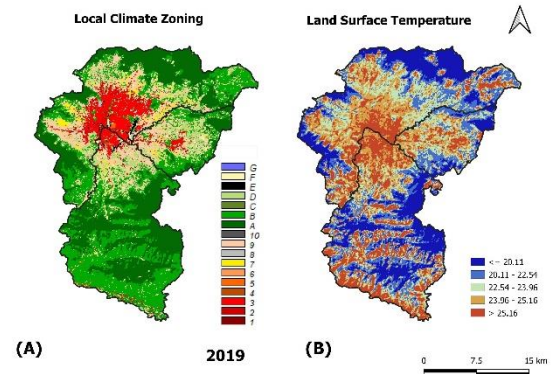 Local Climate Zoning
Land Surface Temperature
G
F
E
D
C
B
A
10
9
8
7
6
5
4
3
2
1
<= 20.11
20.11 - 22.54
22.54 - 23.96
23.96 - 25.16
> 25.16
(A)
2019
(B)
0 7.5 15 km